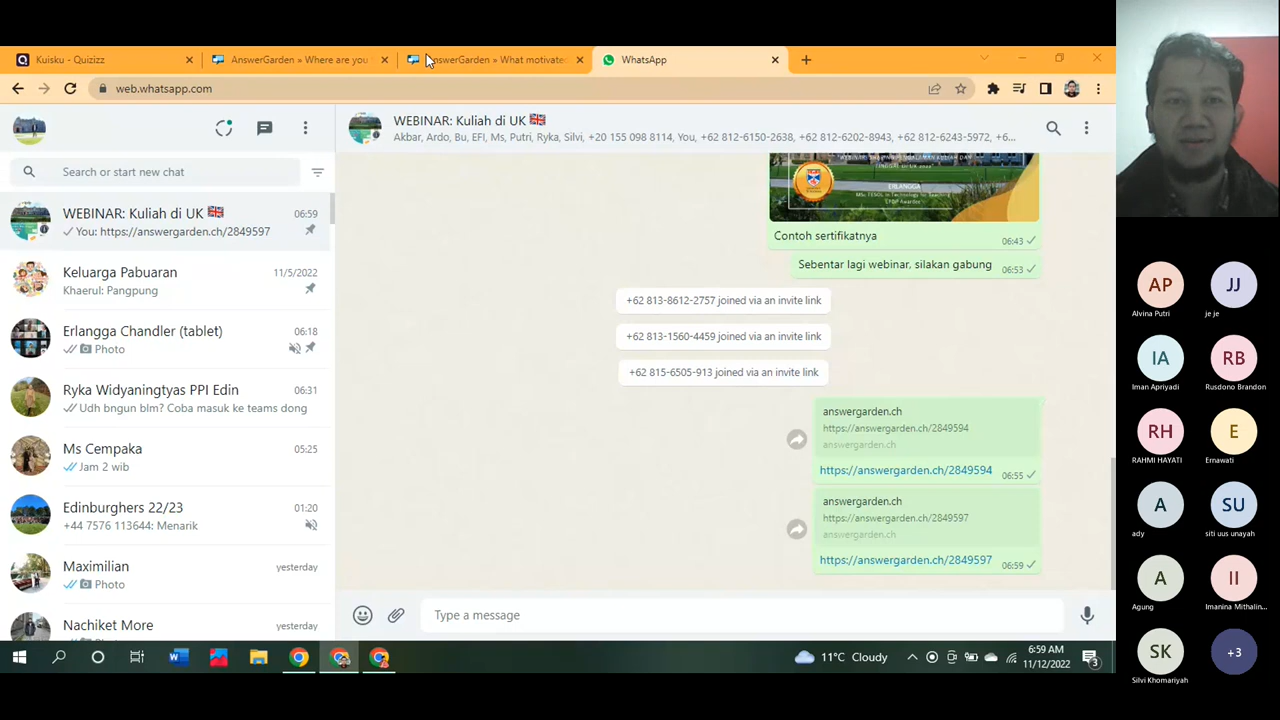 Kuisku - Quizizz
AnswerGarden » Where are you
AnswerGarden » What motivated
WhatsApp
web.whatsapp.com
WEBINAR: Kuliah di UK 🇬🇧
Akbar, Ardo, Bu, EFI, Ms, Putri, Ryka, Silvi, +20 155 098 8114, You, +62 812-6150-2638, +62 812-6202-8943, +62 812-6243-5972, +6...
Search or start new chat
WEBINAR: Kuliah di UK 🇬🇧
06:59
You: https://answergarden.ch/2849597
Keluarga Pabuaran
11/5/2022
Khaerul: Pangpung
Erlangga Chandler (tablet)
06:18
Photo
Ryka Widyaningtyas PPI Edin
06:31
Udh bngun blm? Coba masuk ke teams dong
Ms Cempaka
05:25
Jam 2 wib
Edinburghers 22/23
01:20
+44 7576 113644: Menarik
Maximilian
yesterday
Photo
Nachiket More
yesterday
ERLANGGA
Contoh sertifikatnya
06:43
Sebentar lagi webinar, silakan gabung
06:53
+62 813-8612-2757 joined via an invite link
+62 813-1560-4459 joined via an invite link
+62 815-6505-913 joined via an invite link
answergarden.ch
https://answergarden.ch/2849594
answergarden.ch
https://answergarden.ch/2849594
06:55
answergarden.ch
https://answergarden.ch/2849597
answergarden.ch
https://answergarden.ch/2849597
06:59
Type a message
11°C Cloudy
6:59 AM
11/12/2022
3
AP
JJ
Alvina Putri
je je
IA
RB
Iman Apriyadi
Rusdono Brandon
RH
E
RAHMI HAYATI
Ernawati
A
SU
ady
siti uus unayah
A
II
Agung
Imanina Mithalin...
SK
+3
Silvi Khomariyah